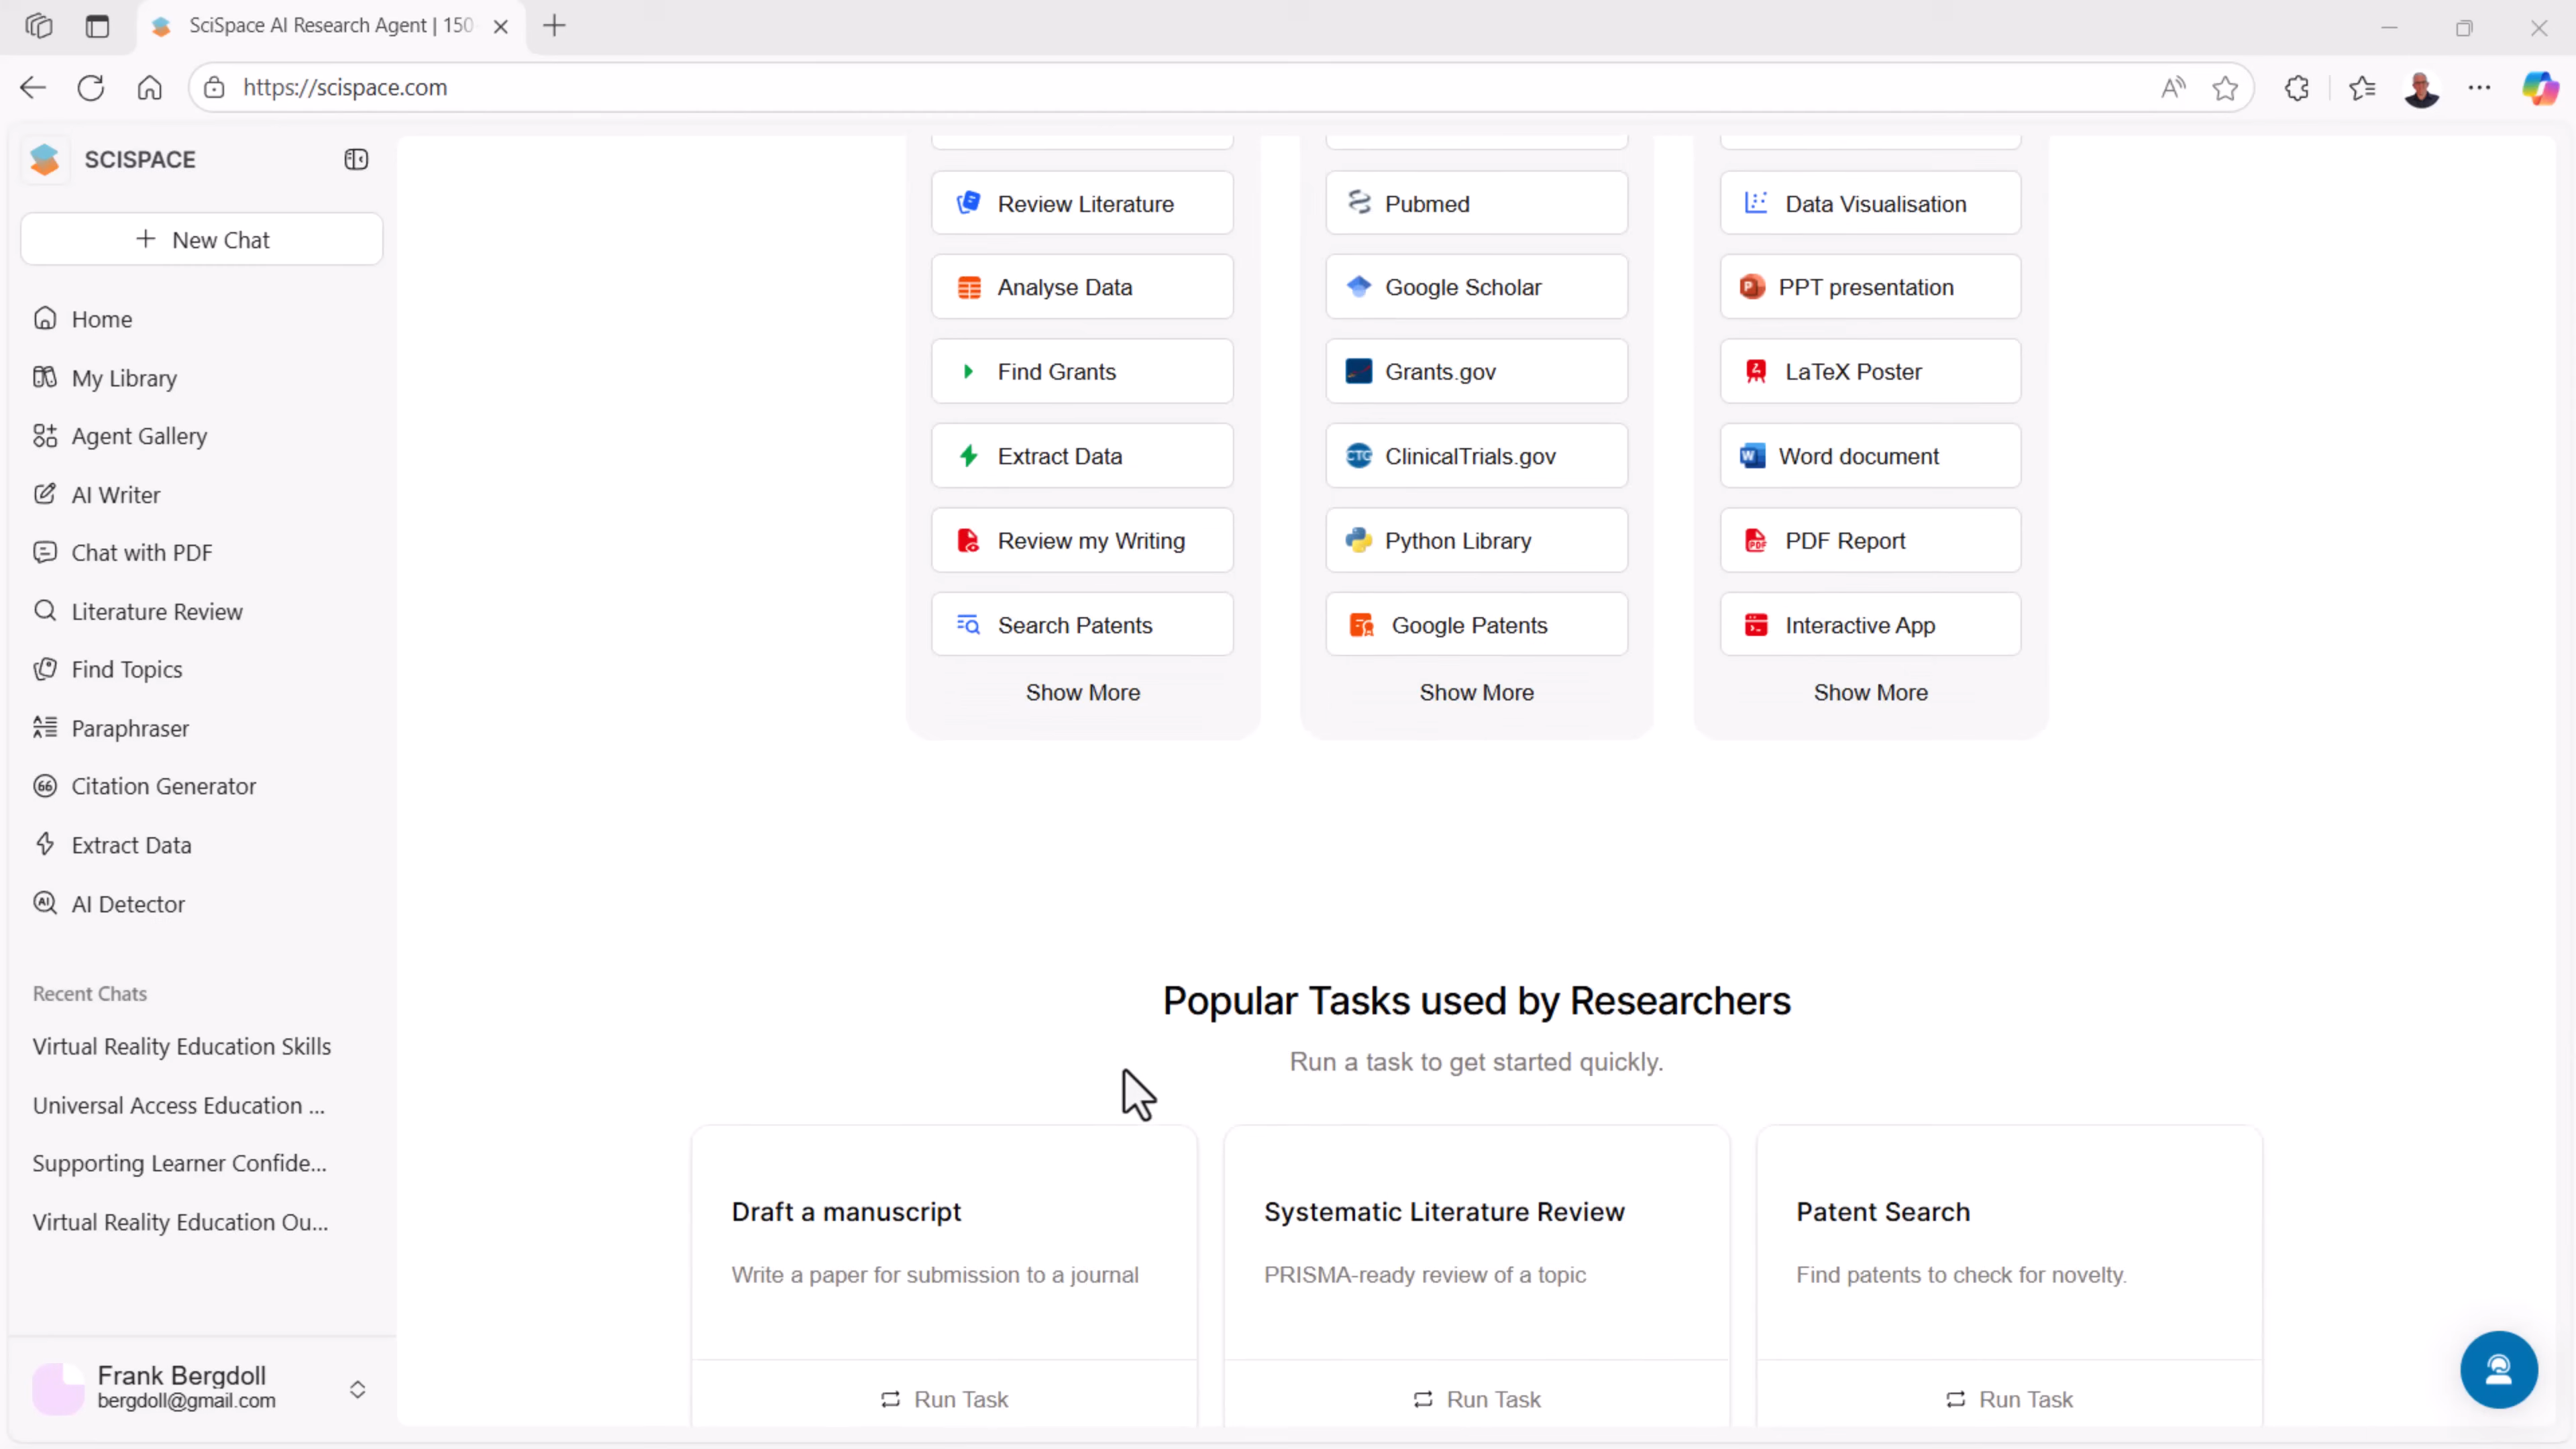 SciSpace AI Research Agent | 150
https://scispace.com
SCISPACE
New Chat
Home
My Library
Agent Gallery
AI Writer
Chat with PDF
Literature Review
Find Topics
Paraphraser
Citation Generator
Extract Data
AI Detector
Recent Chats
Virtual Reality Education Skills
Universal Access Education ...
Supporting Learner Confide...
Virtual Reality Education Ou...
Frank Bergdoll
bergdoll@gmail.com
Review Literature
Analyse Data
Find Grants
Extract Data
Review my Writing
Search Patents
Show More
Pubmed
Google Scholar
Grants.gov
CTG
ClinicalTrials.gov
Python Library
Google Patents
Show More
Data Visualisation
PPT presentation
LaTeX Poster
Word document
PDF Report
Interactive App
Show More
Popular Tasks used by Researchers
Run a task to get started quickly.
Draft a manuscript
Write a paper for submission to a journal
Run Task
Systematic Literature Review
PRISMA-ready review of a topic
Run Task
Patent Search
Find patents to check for novelty.
Run Task